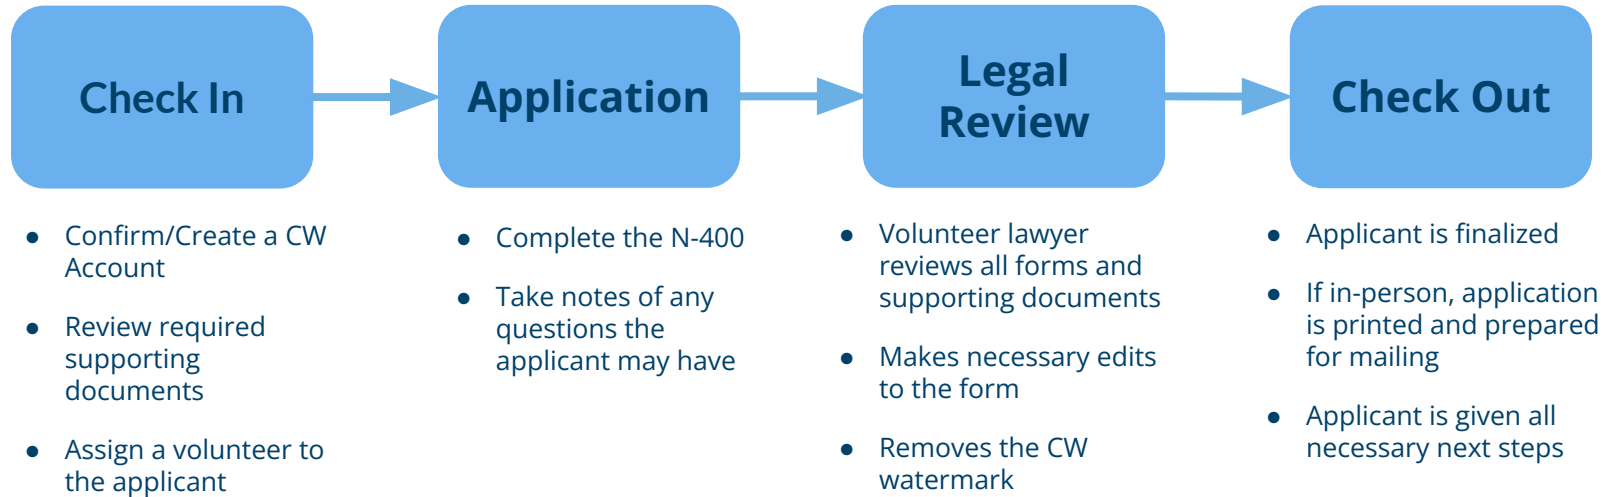 Check In
Application
Legal
Review
Check Out
● Confirm/Create a CW
Account
● Review required
supporting
documents
● Assign a volunteer to
the applicant
● Complete the N-400
● Take notes of any
questions the
applicant may have
● Volunteer lawyer
reviews all forms and
supporting documents
● Makes necessary edits
to the form
● Removes the CW
watermark
● Applicant is finalized
● If in-person, application
is printed and prepared
for mailing
● Applicant is given all
necessary next steps